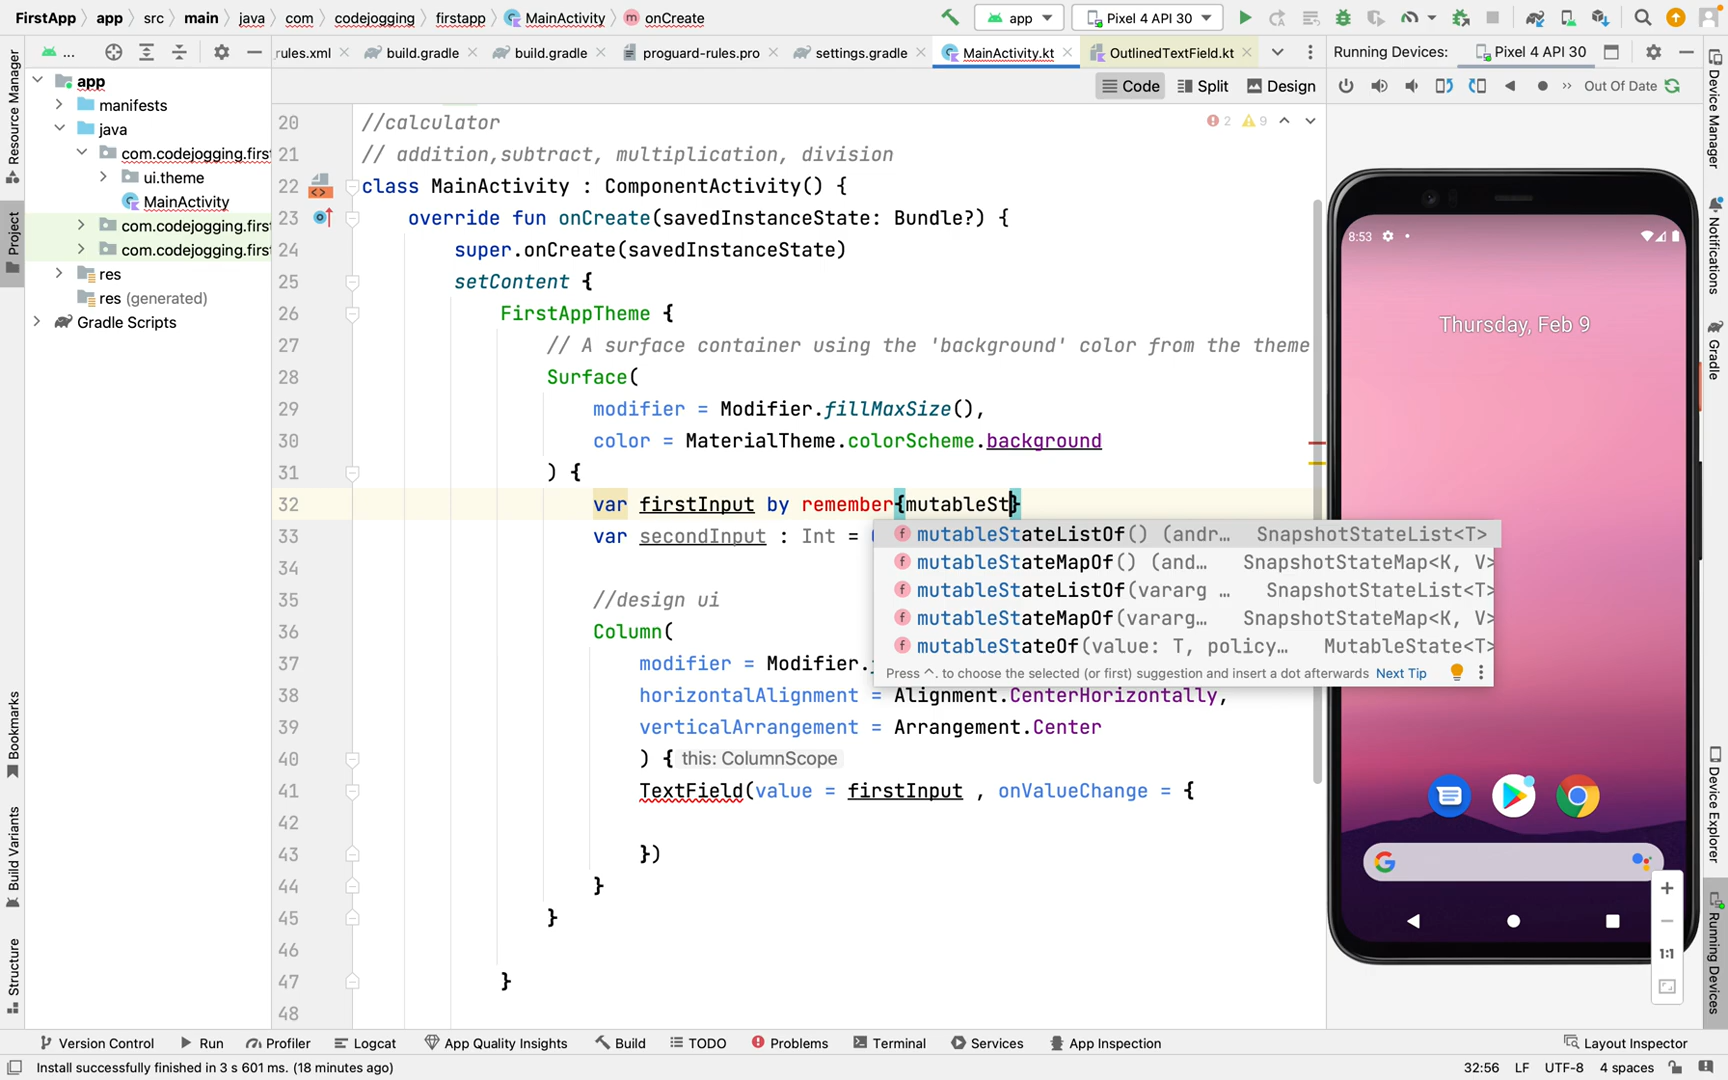 FirstApp app src main java com codejogging firstapp MainActivity onCreate app Pixel 4 API 30
... rules.xml build.gradle build.gradle proguard-rules.pro settings.gradle MainActivity.kt OutlinedTextField.kt Running Devices: Pixel 4 API 30
Code Split Design Out Of Date
Resource Manager
Project
Bookmarks
Build Variants
Structure
app
manifests
java
com.codejogging.first
ui.theme
MainActivity
com.codejogging.first
com.codejogging.first
res
res (generated)
Gradle Scripts
2 9
20 //calculator
21 // addition,subtract, multiplication, division
22 class MainActivity : ComponentActivity() {
23 override fun onCreate(savedInstanceState: Bundle?) {
24 super.onCreate(savedInstanceState)
25 setContent {
26 FirstAppTheme {
27 // A surface container using the 'background' color from the theme
28 Surface(
29 modifier = Modifier.fillMaxSize(),
30 color = MaterialTheme.colorScheme.background
31 ) {
32 var firstInput by remember{mutableSt}
33 var secondInput : Int =
34
35 //design ui
36 Column(
37 modifier = Modifier.
38 horizontalAlignment = Alignment.CenterHorizontally,
39 verticalArrangement = Arrangement.Center
40 ) { this: ColumnScope
41 TextField(value = firstInput , onValueChange = {
42
43 })
44 }
45 }
46
47 }
48
mutableStateListOf() (andr... SnapshotStateList<T>
mutableStateMapOf() (and... SnapshotStateMap<K, V>
mutableStateListOf(vararg ... SnapshotStateList<T>
mutableStateMapOf(vararg... SnapshotStateMap<K, V>
mutableStateOf(value: T, policy... MutableState<T>
Press ^. to choose the selected (or first) suggestion and insert a dot afterwards Next Tip
8:53
Thursday, Feb 9
G
1:1
Device Manager
Notifications
Gradle
Device Explorer
Running Devices
Version Control Run Profiler Logcat App Quality Insights Build TODO Problems Terminal Services App Inspection Layout Inspector
Install successfully finished in 3 s 601 ms. (18 minutes ago) 32:56 LF UTF-8 4 spaces